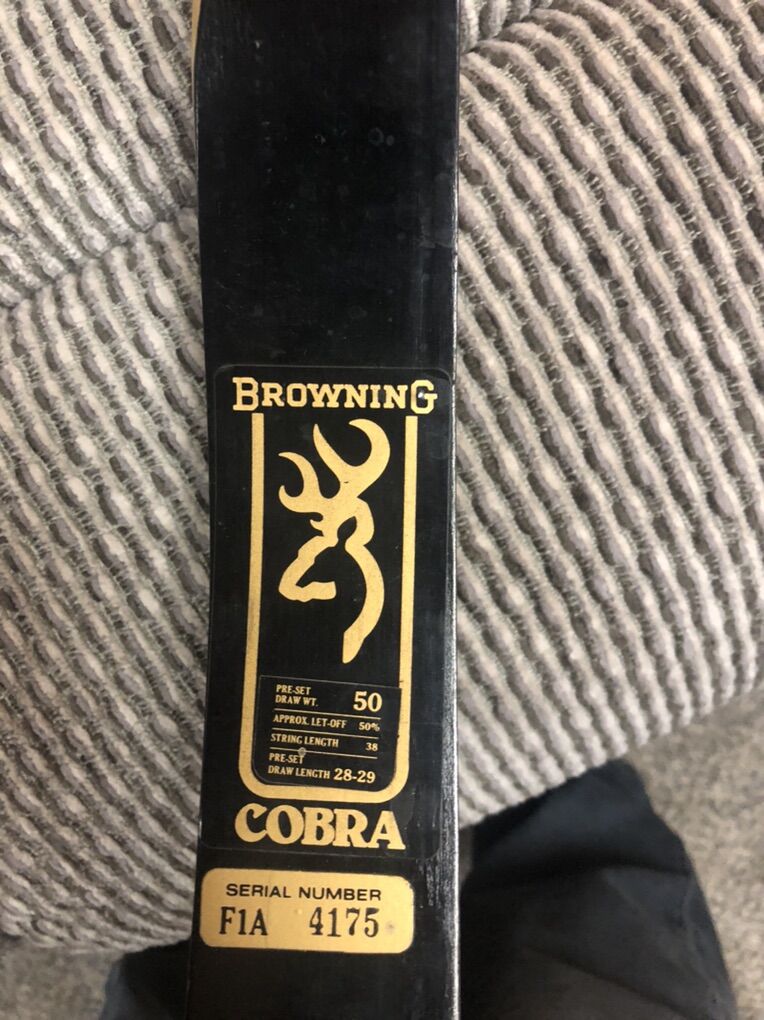 BROWNING
PRE-SET
DRAW WT. 50
APPROX. LET-OFF 50%
STRING LENGTH 38
PRE-SET
DRAW LENGTH 28-29
COBRA
SERIAL NUMBER
F1A 4175